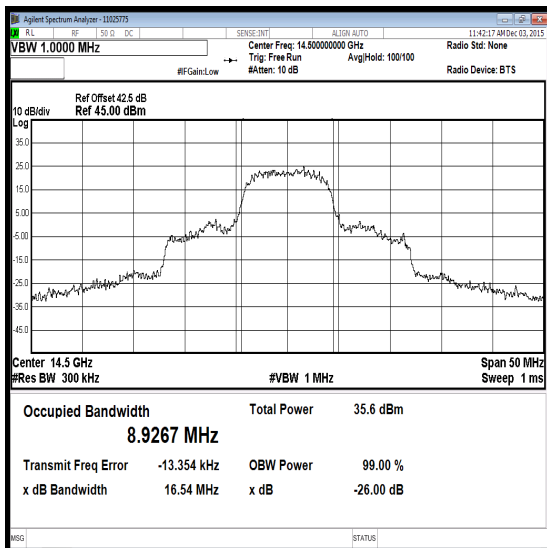 Agilent Spectrum Analyzer - 11025775
LXI RL RF 50 Ω DC SENSE:INT ALIGN AUTO 11:42:17 AM Dec 03, 2015
VBW 1.0000 MHz Center Freq: 14.500000000 GHz Radio Std: None
Trig: Free Run Avg|Hold: 100/100
#IFGain:Low #Atten: 10 dB Radio Device: BTS
Ref Offset 42.5 dB
10 dB/div Ref 45.00 dBm
Log
35.0
25.0
15.0
5.00
-5.00
-15.0
-25.0
-35.0
-45.0
Center 14.5 GHz Span 50 MHz
#Res BW 300 kHz #VBW 1 MHz Sweep 1 ms
Occupied Bandwidth Total Power 35.6 dBm
8.9267 MHz
Transmit Freq Error -13.354 kHz OBW Power 99.00 %
x dB Bandwidth 16.54 MHz x dB -26.00 dB
MSG STATUS